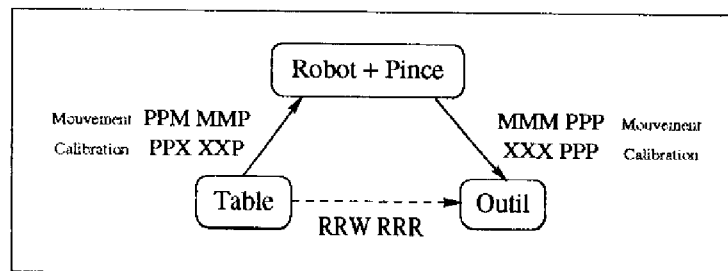 Robot + Pince
Mouvement PPM MMP
Calibration PPX XXP
MMM PPP Mouvement
XXX PPP Calibration
Table
Outil
RRW RRR